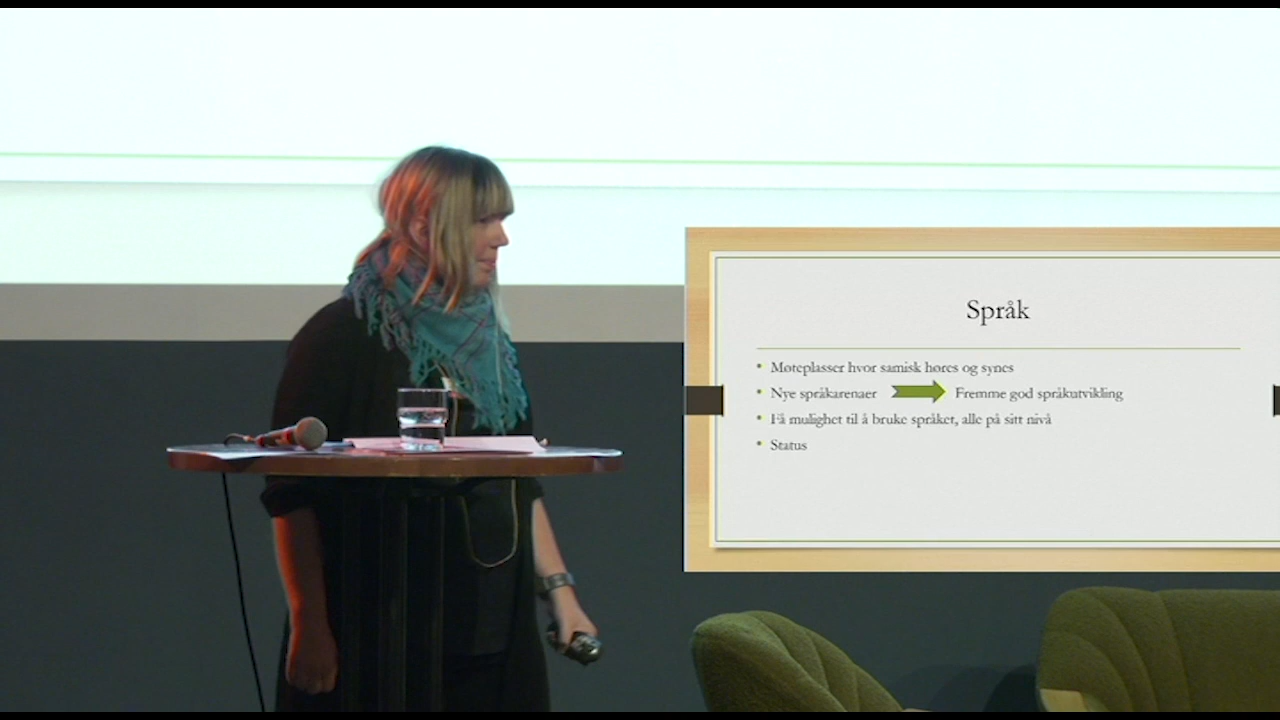 Språk
Møteplasser hvor samisk høres og synes
Nye språkarenaer Fremme god språkutvikling
Få mulighet til å bruke språket, alle på sitt nivå
Status